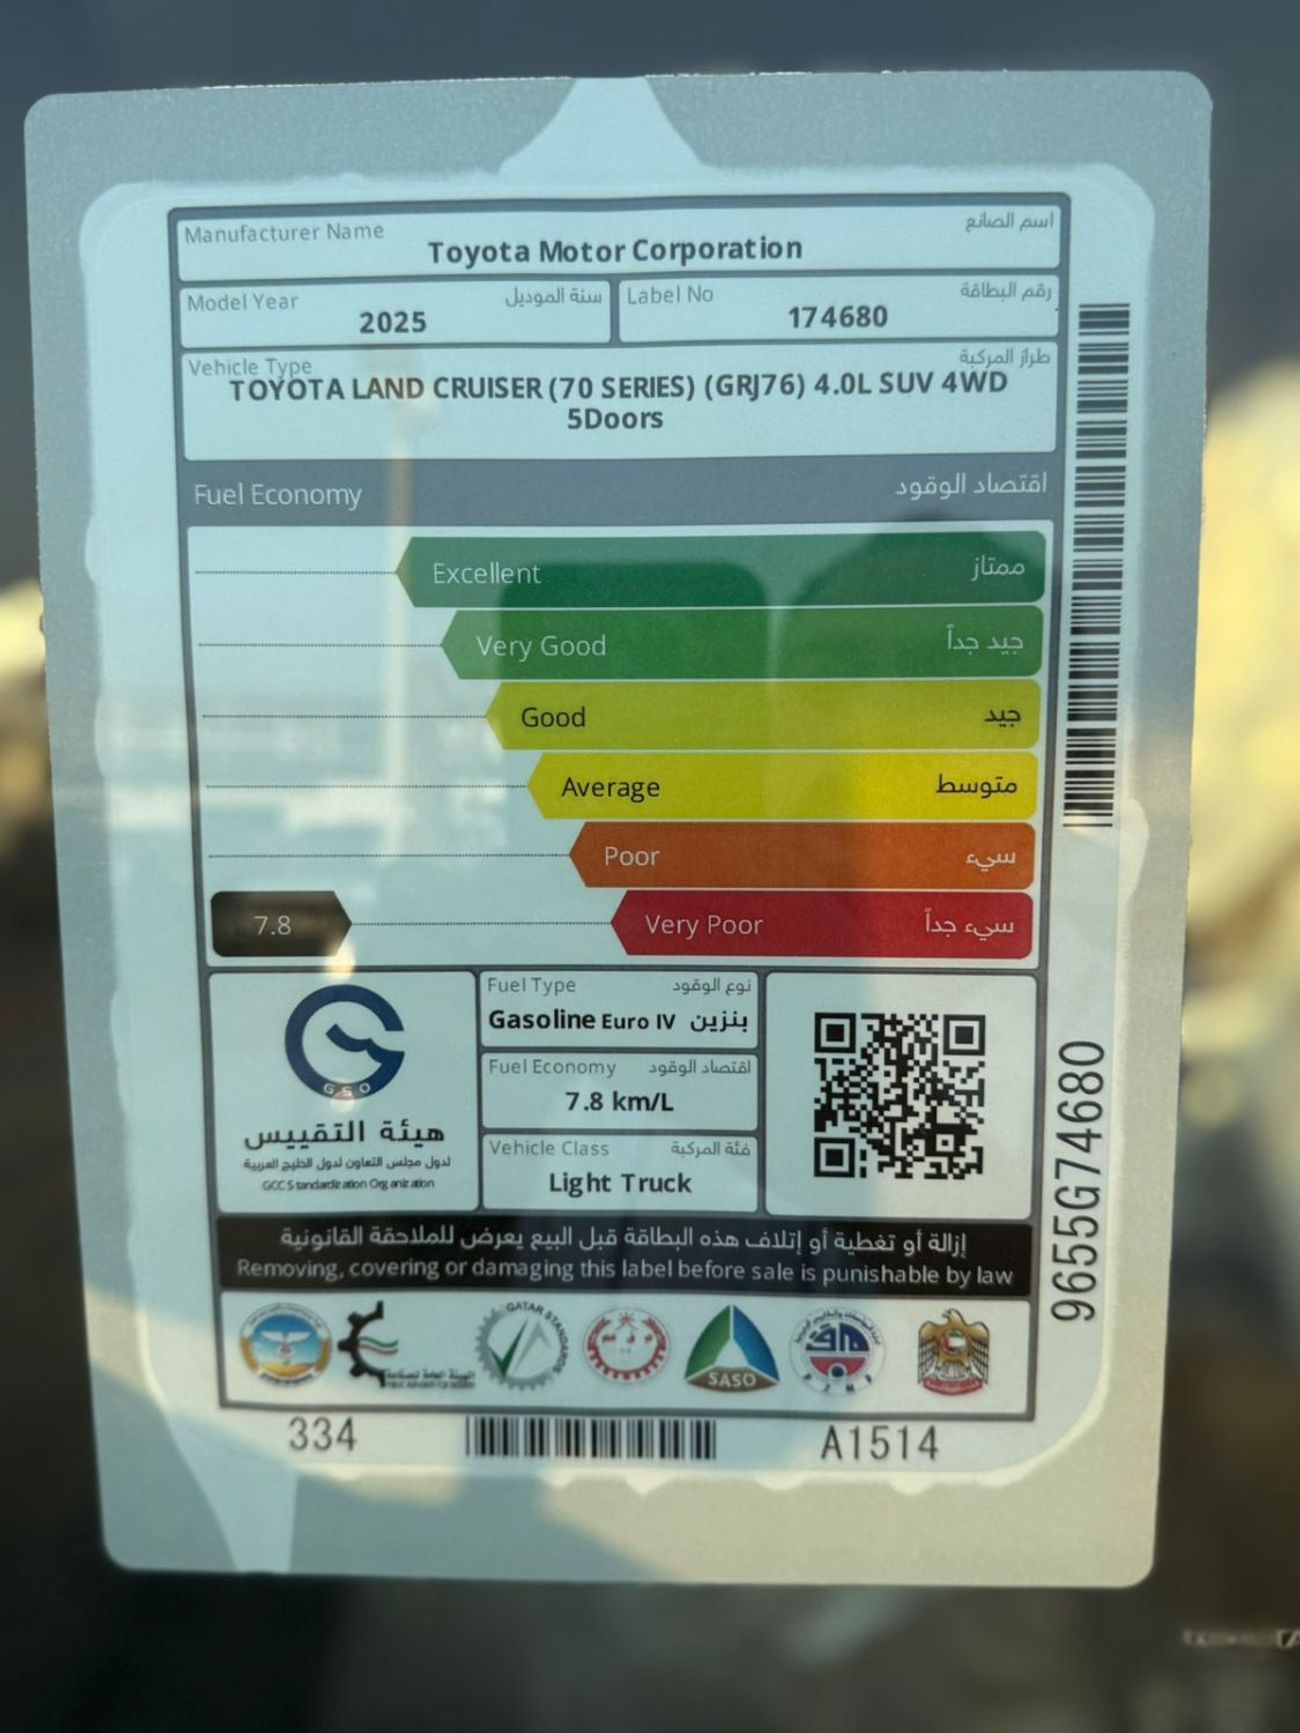 Manufacturer Name اسم الصانع
Toyota Motor Corporation
Model Year سنة الموديل
2025
Label No رقم البطاقة
174680
Vehicle Type طراز المركبة
TOYOTA LAND CRUISER (70 SERIES) (GRJ76) 4.0L SUV 4WD
5Doors
Fuel Economy اقتصاد الوقود
Excellent ممتاز
Very Good جيد جداً
Good جيد
Average متوسط
Poor سيء
7.8 Very Poor سيء جداً
GSO
هيئة التقييس
لدول مجلس التعاون لدول الخليج العربية
GCC Standardization Organization
Fuel Type نوع الوقود
Gasoline Euro IV بنزين
Fuel Economy اقتصاد الوقود
7.8 km/L
Vehicle Class فئة المركبة
Light Truck
إزالة أو تغطية أو إتلاف هذه البطاقة قبل البيع يعرض للملاحقة القانونية
Removing, covering or damaging this label before sale is punishable by law
QATAR STANDARDS
SASO
334
A1514
9655G74680